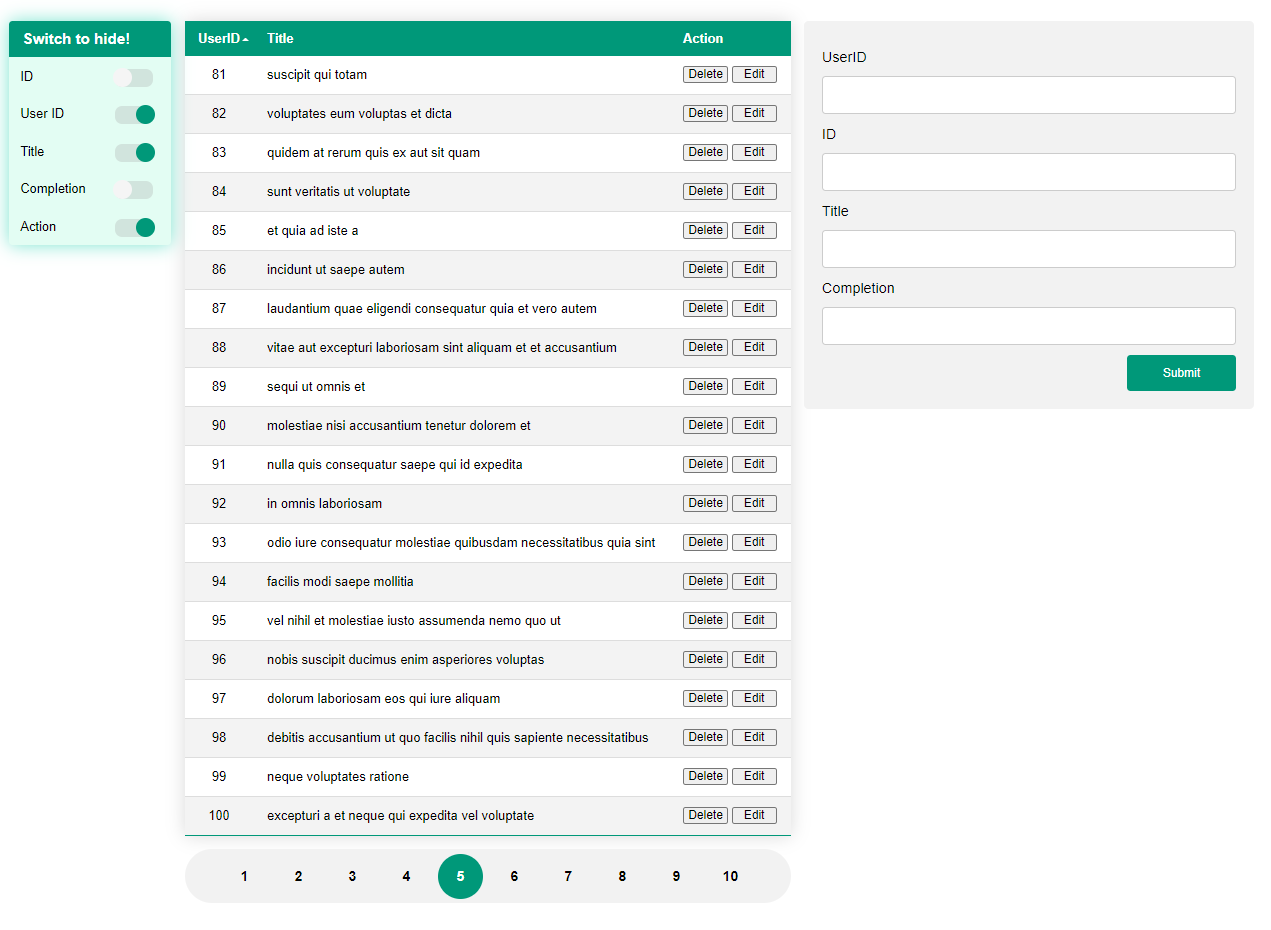 Switch to hide!
ID
User ID
Title
Completion
Action
UserID Title Action
81 suscipit qui totam Delete Edit
82 voluptates eum voluptas et dicta Delete Edit
83 quidem at rerum quis ex aut sit quam Delete Edit
84 sunt veritatis ut voluptate Delete Edit
85 et quia ad iste a Delete Edit
86 incidunt ut saepe autem Delete Edit
87 laudantium quae eligendi consequatur quia et vero autem Delete Edit
88 vitae aut excepturi laboriosam sint aliquam et et accusantium Delete Edit
89 sequi ut omnis et Delete Edit
90 molestiae nisi accusantium tenetur dolorem et Delete Edit
91 nulla quis consequatur saepe qui id expedita Delete Edit
92 in omnis laboriosam Delete Edit
93 odio iure consequatur molestiae quibusdam necessitatibus quia sint Delete Edit
94 facilis modi saepe mollitia Delete Edit
95 vel nihil et molestiae iusto assumenda nemo quo ut Delete Edit
96 nobis suscipit ducimus enim asperiores voluptas Delete Edit
97 dolorum laboriosam eos qui iure aliquam Delete Edit
98 debitis accusantium ut quo facilis nihil quis sapiente necessitatibus Delete Edit
99 neque voluptates ratione Delete Edit
100 excepturi a et neque qui expedita vel voluptate Delete Edit
1 2 3 4 5 6 7 8 9 10
UserID
ID
Title
Completion
Submit